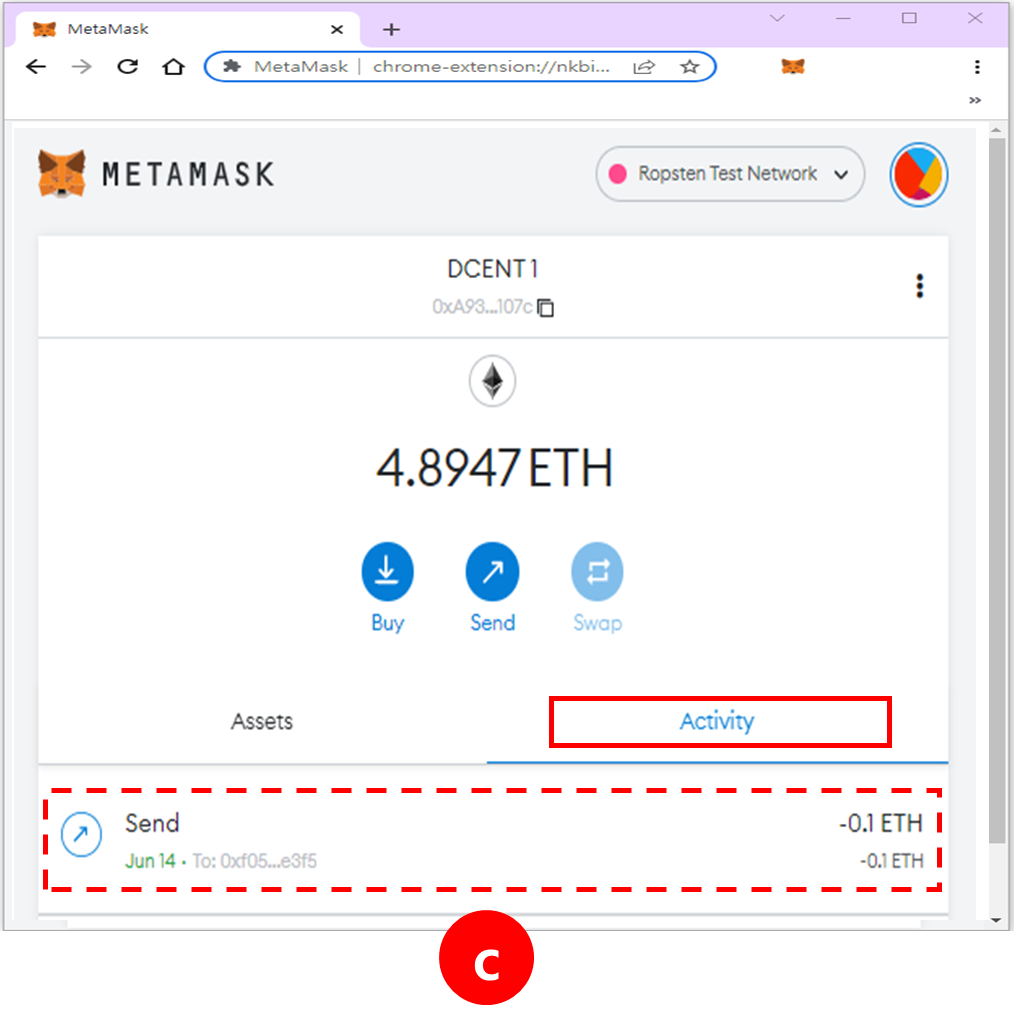 MetaMask
MetaMask | chrome-extension://nkbi...
»
METAMASK
Ropsten Test Network
DCENT 1
0xA93...107c
4.8947 ETH
Buy Send Swap
Assets Activity
Send -0.1 ETH
Jun 14 · To: 0xf05...e3f5 -0.1 ETH
c